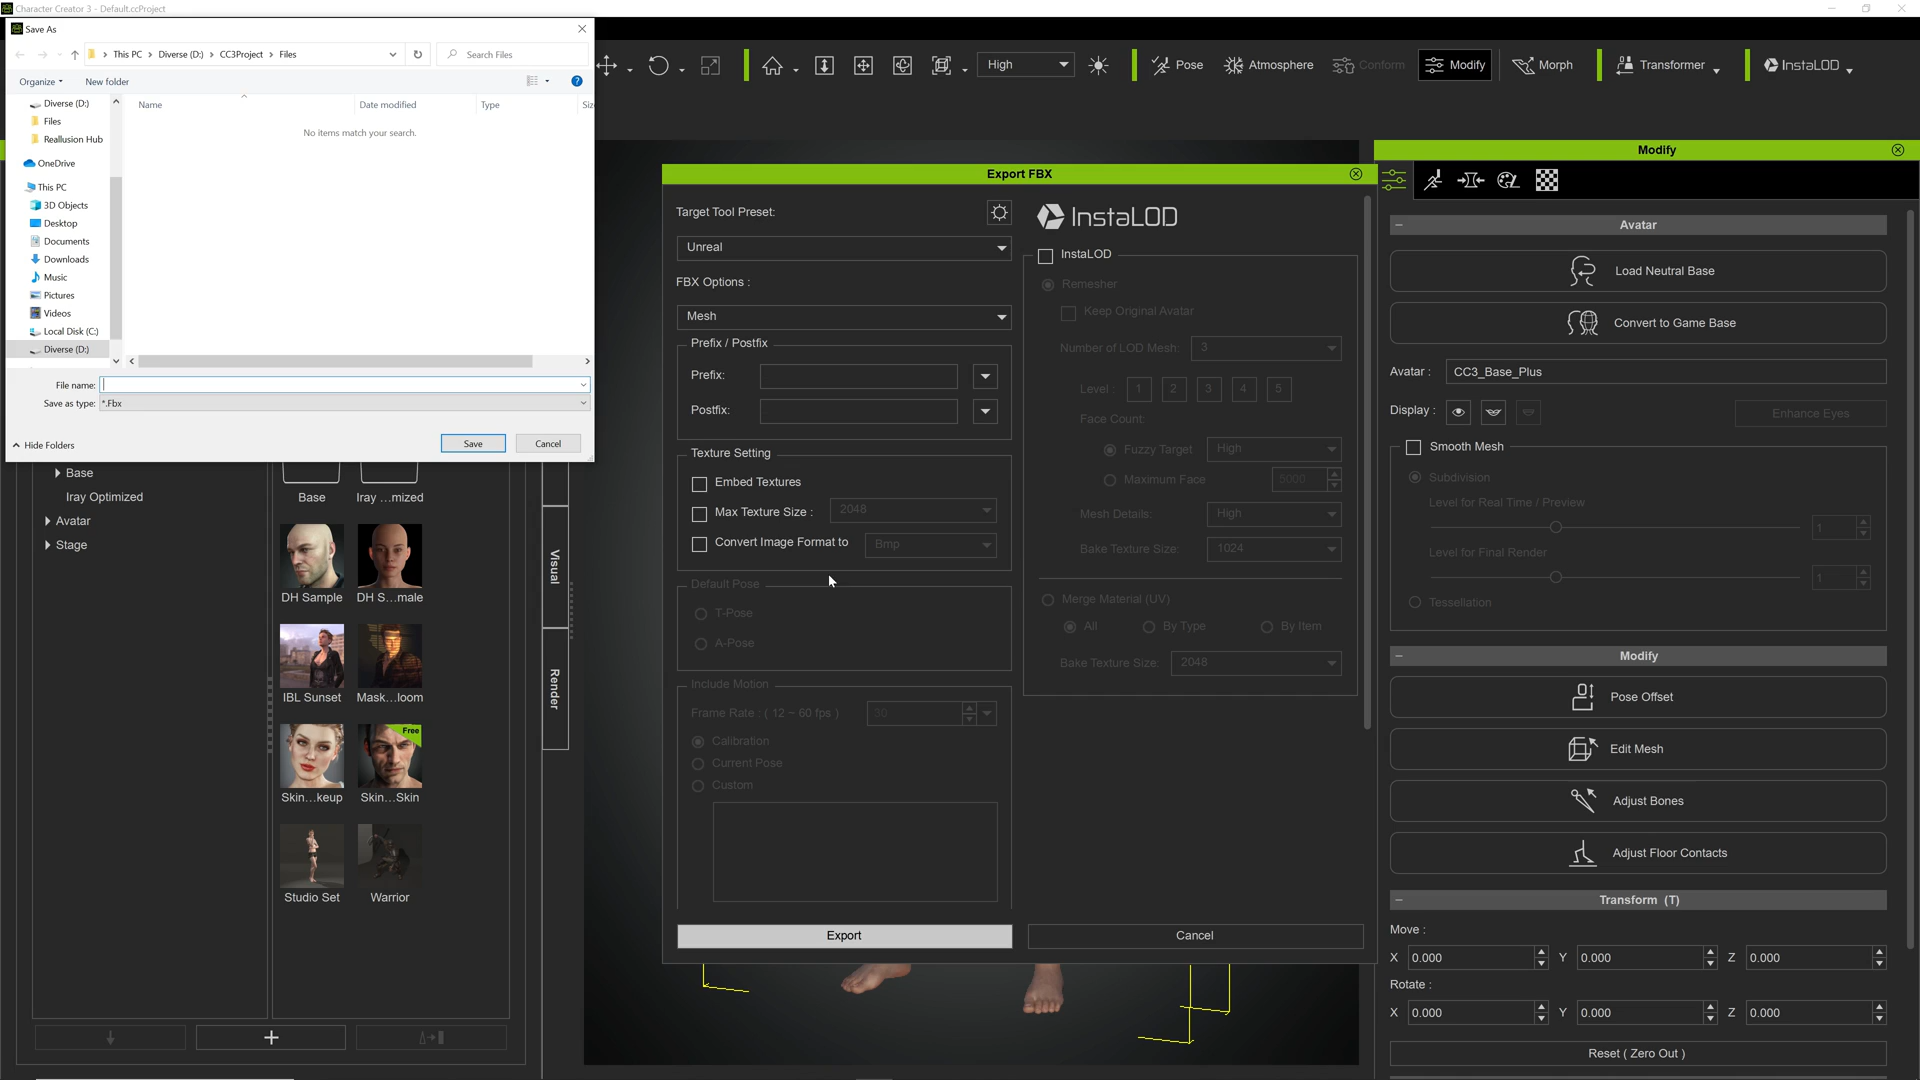 Character Creator 3 - Default.ccProject
Save As
This PC
Diverse (D:)
CC3Project
Files
Search Files
Organize
New folder
Name
Date modified
Type
Siz
No items match your search.
Diverse (D:)
Files
Reallusion Hub
OneDrive
This PC
3D Objects
Desktop
Documents
Downloads
Music
Pictures
Videos
Local Disk (C:)
Diverse (D:)
File name:
Save as type:
*.Fbx
Hide Folders
Save
Cancel
High
Pose
Atmosphere
Conform
Modify
Morph
Transformer
InstaLOD
Base
Iray Optimized
Avatar
Stage
Base
Iray ...mized
DH Sample
DH S...male
IBL Sunset
Mask...loom
Free
Skin...keup
Skin...Skin
Studio Set
Warrior
Visual
Render
Export FBX
Target Tool Preset:
Unreal
FBX Options :
Mesh
Prefix / Postfix
Prefix:
Postfix:
Texture Setting
Embed Textures
Max Texture Size :
2048
Convert Image Format to
Bmp
Default Pose
T-Pose
A-Pose
Include Motion
Frame Rate : ( 12 ~ 60 fps )
30
Calibration
Current Pose
Custom
Export
Cancel
InstaLOD
InstaLOD
Remesher
Keep Original Avatar
Number of LOD Mesh:
3
Level :
1
2
3
4
5
Face Count:
Fuzzy Target
High
Maximum Face
5000
Mesh Details:
High
Bake Texture Size:
1024
Merge Material (UV)
All
By Type
By Item
Bake Texture Size:
2048
Modify
Avatar
Load Neutral Base
Convert to Game Base
Avatar :
CC3_Base_Plus
Display :
Enhance Eyes
Smooth Mesh
Subdivision
Level for Real Time / Preview
1
Level for Final Render
1
Tessellation
Modify
Pose Offset
Edit Mesh
Adjust Bones
Adjust Floor Contacts
Transform (T)
Move :
X 0.000 Y 0.000 Z 0.000
Rotate :
X 0.000 Y 0.000 Z 0.000
Reset ( Zero Out )